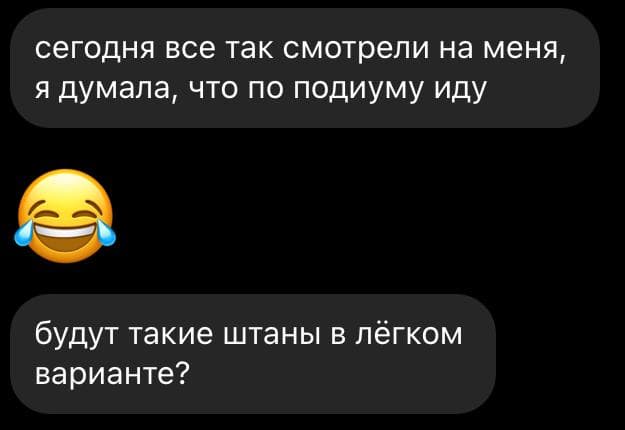 сегодня все так смотрели на меня,
я думала, что по подиуму иду
😂
будут такие штаны в лёгком
варианте?